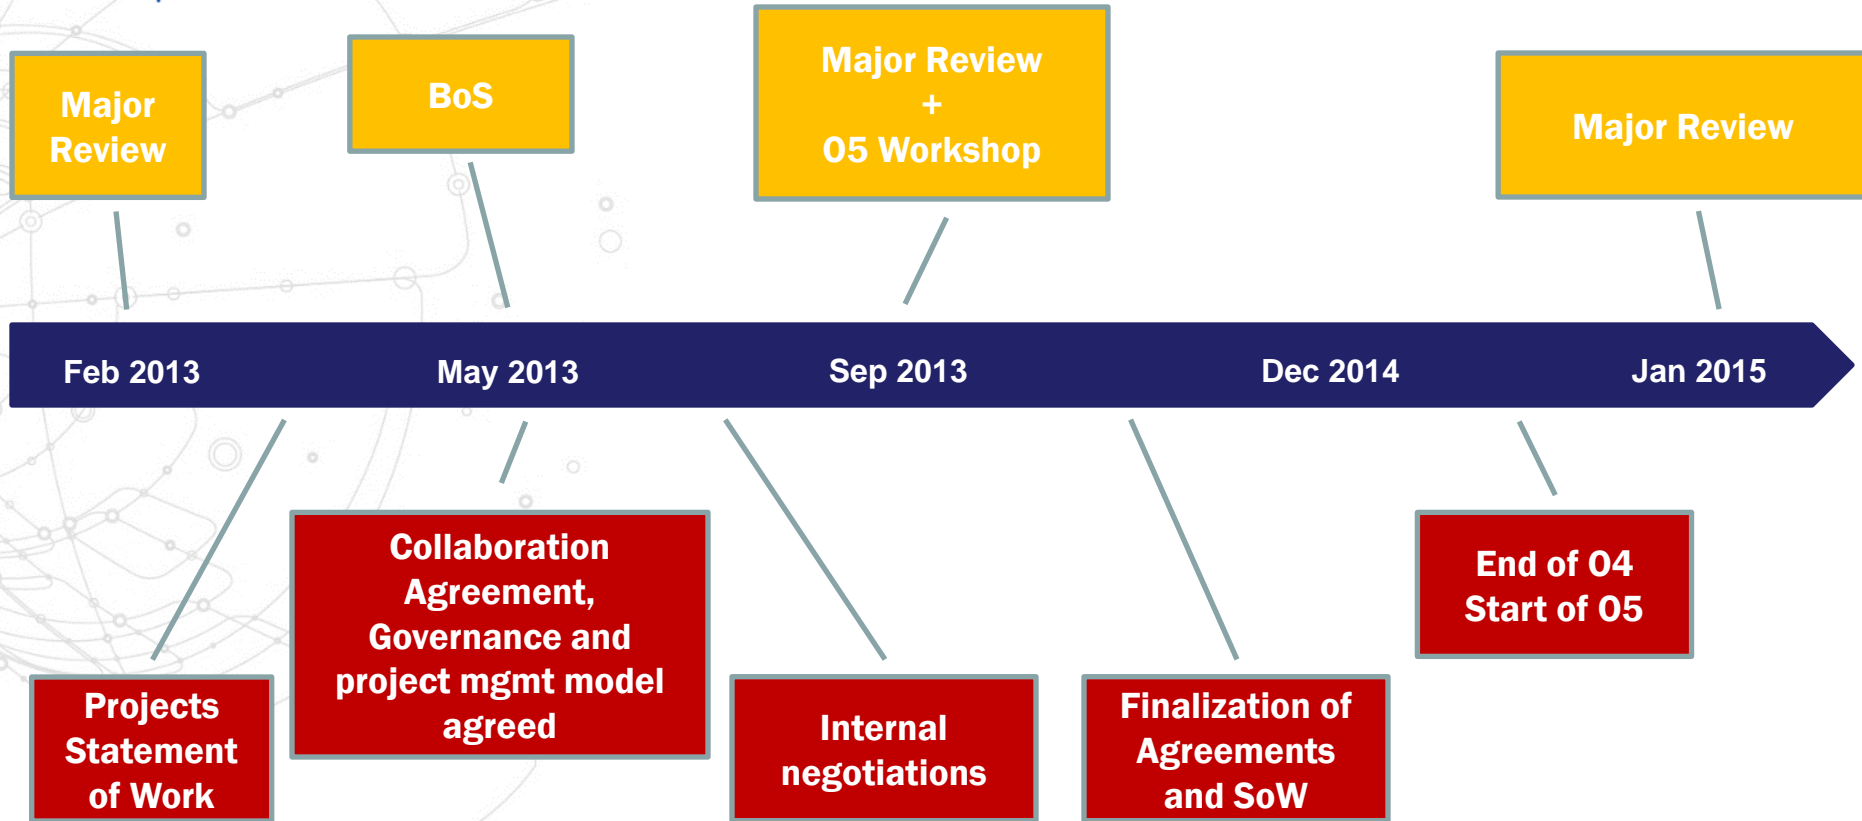 Major
Review
BoS
Major Review
+
O5 Workshop
Major Review
Feb 2013
May 2013
Sep 2013
Dec 2014
Jan 2015
Projects
Statement
of Work
Collaboration
Agreement,
Governance and
project mgmt model
agreed
Internal
negotiations
Finalization of
Agreements
and SoW
End of O4
Start of O5